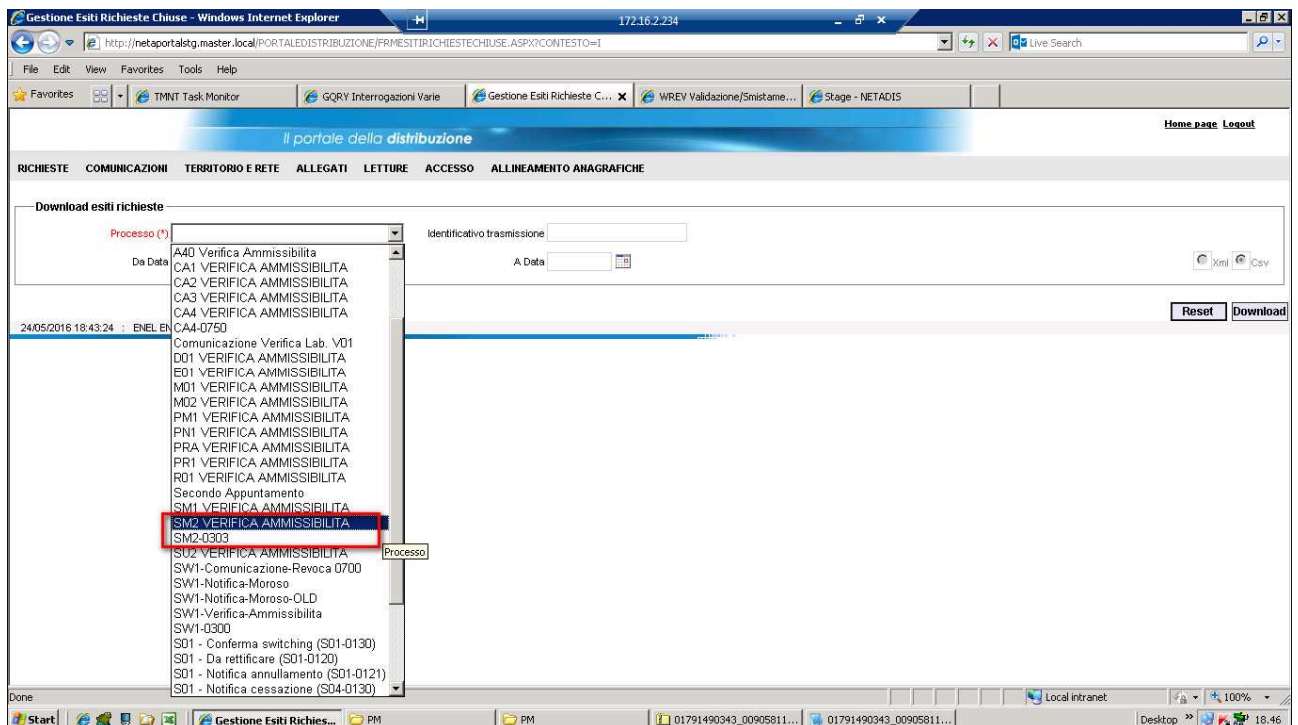 Gestione Esiti Richieste Chiuse - Windows Internet Explorer
172.16.2.234
http://netaportalstg.master.local/PORTALEDISTRIBUZIONE/FRMESITIRICHIESTECHIUSE.ASPX?CONTESTO=I
Live Search
File Edit View Favorites Tools Help
Favorites
TMNT Task Monitor
GQRY Interrogazioni Varie
Gestione Esiti Richieste C...
WREV Validazione/Smistame...
Stage - NETADIS
Home page Logout
Il portale della distribuzione
RICHIESTE COMUNICAZIONI TERRITORIO E RETE ALLEGATI LETTURE ACCESSO ALLINEAMENTO ANAGRAFICHE
Download esiti richieste
Processo (*)
Identificativo trasmissione
Da Data
A Data
Xml Csv
Reset Download
24/05/2016 18:43:24 : ENEL EN
A40 Verifica Ammissibilita
CA1 VERIFICA AMMISSIBILITA
CA2 VERIFICA AMMISSIBILITA
CA3 VERIFICA AMMISSIBILITA
CA4 VERIFICA AMMISSIBILITA
CA4-0750
Comunicazione Verifica Lab. V01
D01 VERIFICA AMMISSIBILITA
E01 VERIFICA AMMISSIBILITA
M01 VERIFICA AMMISSIBILITA
M02 VERIFICA AMMISSIBILITA
PM1 VERIFICA AMMISSIBILITA
PN1 VERIFICA AMMISSIBILITA
PRA VERIFICA AMMISSIBILITA
PR1 VERIFICA AMMISSIBILITA
R01 VERIFICA AMMISSIBILITA
Secondo Appuntamento
SM1 VERIFICA AMMISSIBILITA
SM2 VERIFICA AMMISSIBILITA
SM2-0303
SU2 VERIFICA AMMISSIBILITA
Processo
SW1-Comunicazione-Revoca 0700
SW1-Notifica-Moroso
SW1-Notifica-Moroso-OLD
SW1-Verifica-Ammissibilita
SW1-0300
S01 - Conferma switching (S01-0130)
S01 - Da rettificare (S01-0120)
S01 - Notifica annullamento (S01-0121)
S01 - Notifica cessazione (S04-0130)
Done
Local intranet
100%
Start
Gestione Esiti Richies...
PM
PM
01791490343_00905811...
01791490343_00905811...
Desktop
18.46